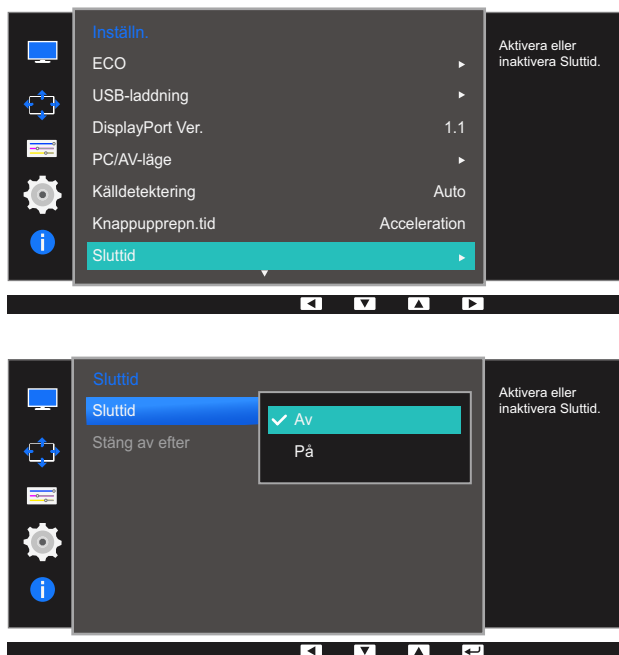 Inställn.
ECO
USB-laddning
DisplayPort Ver. 1.1
PC/AV-läge
Källdetektering Auto
Knappupprepn.tid Acceleration
Sluttid
Aktivera eller
inaktivera Sluttid.
Sluttid
Sluttid
Av
Stäng av efter
På
Aktivera eller
inaktivera Sluttid.